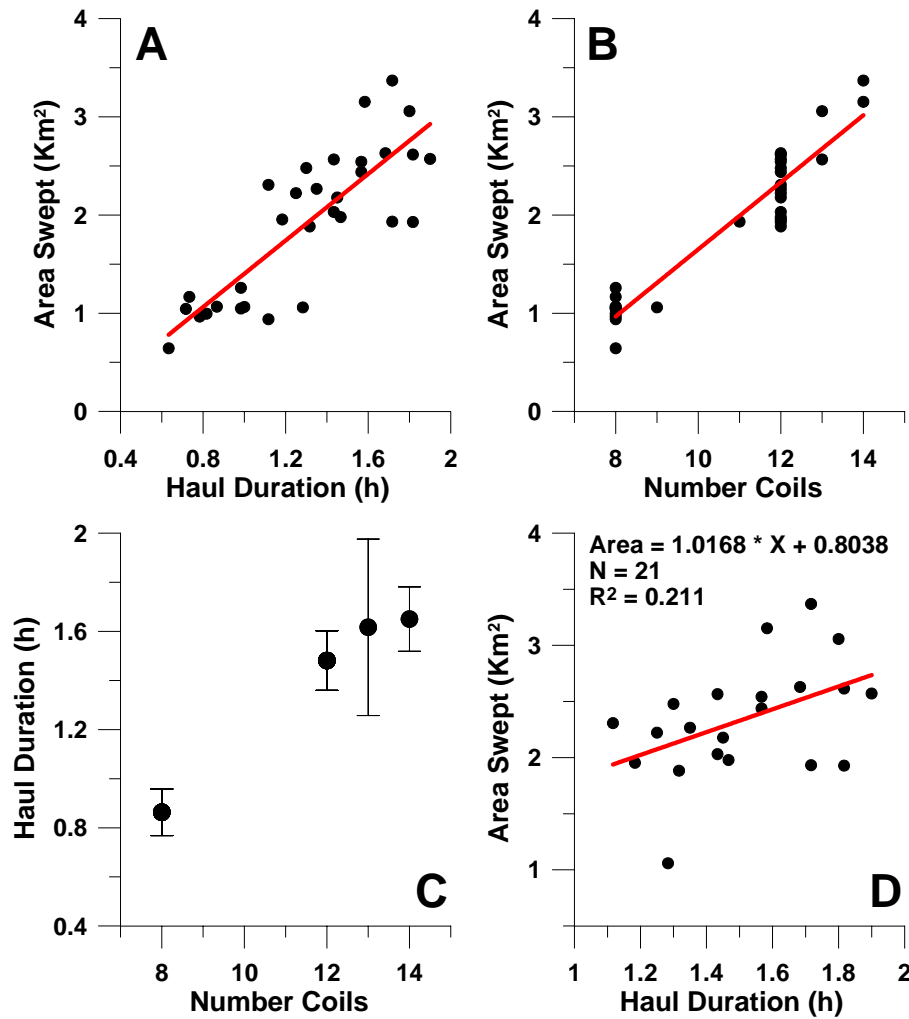 A
Area Swept (Km²)
4
3
2
1
0
0.4 0.8 1.2 1.6 2
Haul Duration (h)
B
Area Swept (Km²)
4
3
2
1
0
8 10 12 14
Number Coils
C
Haul Duration (h)
2
1.6
1.2
0.8
0.4
8 10 12 14
Number Coils
Area = 1.0168 * X + 0.8038
N = 21
R² = 0.211
D
Area Swept (Km²)
4
3
2
1
1 1.2 1.4 1.6 1.8 2
Haul Duration (h)